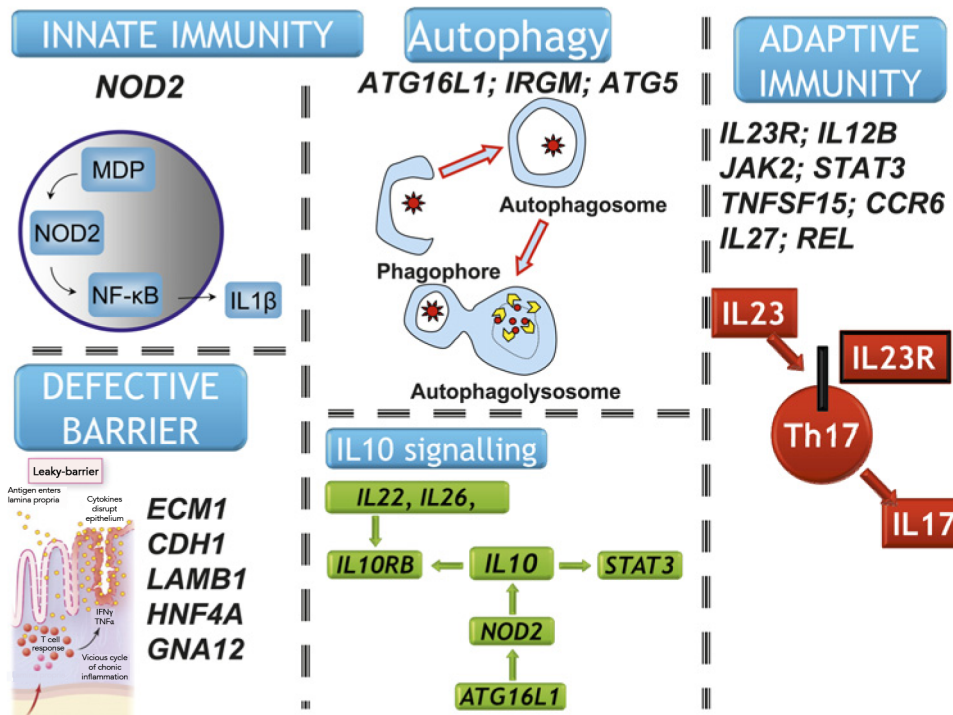 INNATE IMMUNITY
NOD2
MDP
NOD2
NF-κB
IL1β
DEFECTIVE
BARRIER
Leaky-barrier
Antigen enters
lamina propria
Cytokines
disrupt
epithelium
IFNγ
TNFα
T cell
response
Vicious cycle
of chonic
inflammation
ECM1
CDH1
LAMB1
HNF4A
GNA12
Autophagy
ATG16L1; IRGM; ATG5
Autophagosome
Phagophore
Autophagolysosome
IL10 signalling
IL22, IL26,
IL10RB
IL10
STAT3
NOD2
ATG16L1
ADAPTIVE
IMMUNITY
IL23R; IL12B
JAK2; STAT3
TNFSF15; CCR6
IL27; REL
IL23
IL23R
Th17
IL17